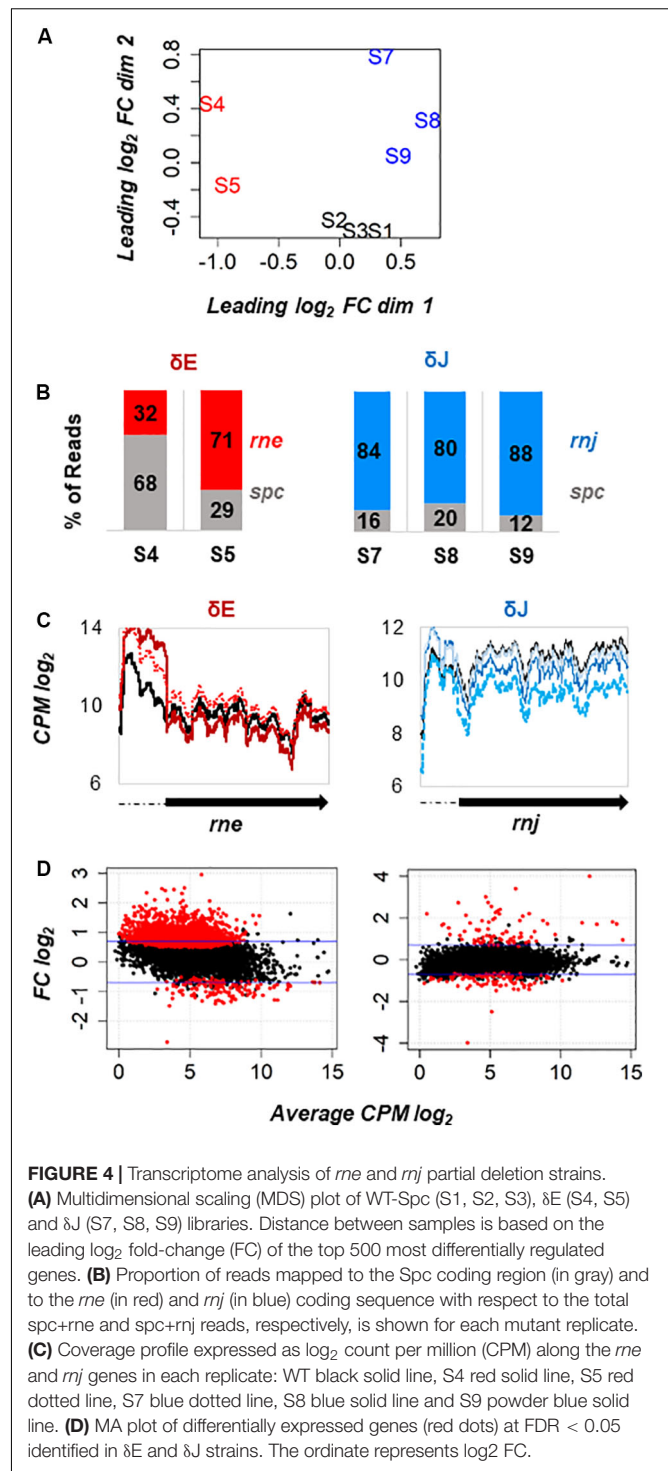 A
Leading log2 FC dim 2
0.8
0.4
0.0
-0.4
S7
S4
S8
S9
S5
S2
S3
S1
-1.0 -0.5 0.0 0.5
Leading log2 FC dim 1
B
δE
δJ
% of Reads
32
68
71
29
rne
spc
84
16
80
20
88
12
rnj
spc
S4 S5
S7 S8 S9
C
δE
δJ
CPM log2
14
10
6
12
10
8
6
rne
rnj
D
FC log2
3
2
1
0
-1
-2
4
2
0
-2
-4
0 5 10 15
0 5 10 15
Average CPM log2
FIGURE 4 | Transcriptome analysis of rne and rnj partial deletion strains.
(A) Multidimensional scaling (MDS) plot of WT-Spc (S1, S2, S3), δE (S4, S5)
and δJ (S7, S8, S9) libraries. Distance between samples is based on the
leading log2 fold-change (FC) of the top 500 most differentially regulated
genes. (B) Proportion of reads mapped to the Spc coding region (in gray) and
to the rne (in red) and rnj (in blue) coding sequence with respect to the total
spc+rne and spc+rnj reads, respectively, is shown for each mutant replicate.
(C) Coverage profile expressed as log2 count per million (CPM) along the rne
and rnj genes in each replicate: WT black solid line, S4 red solid line, S5 red
dotted line, S7 blue dotted line, S8 blue solid line and S9 powder blue solid
line. (D) MA plot of differentially expressed genes (red dots) at FDR < 0.05
identified in δE and δJ strains. The ordinate represents log2 FC.